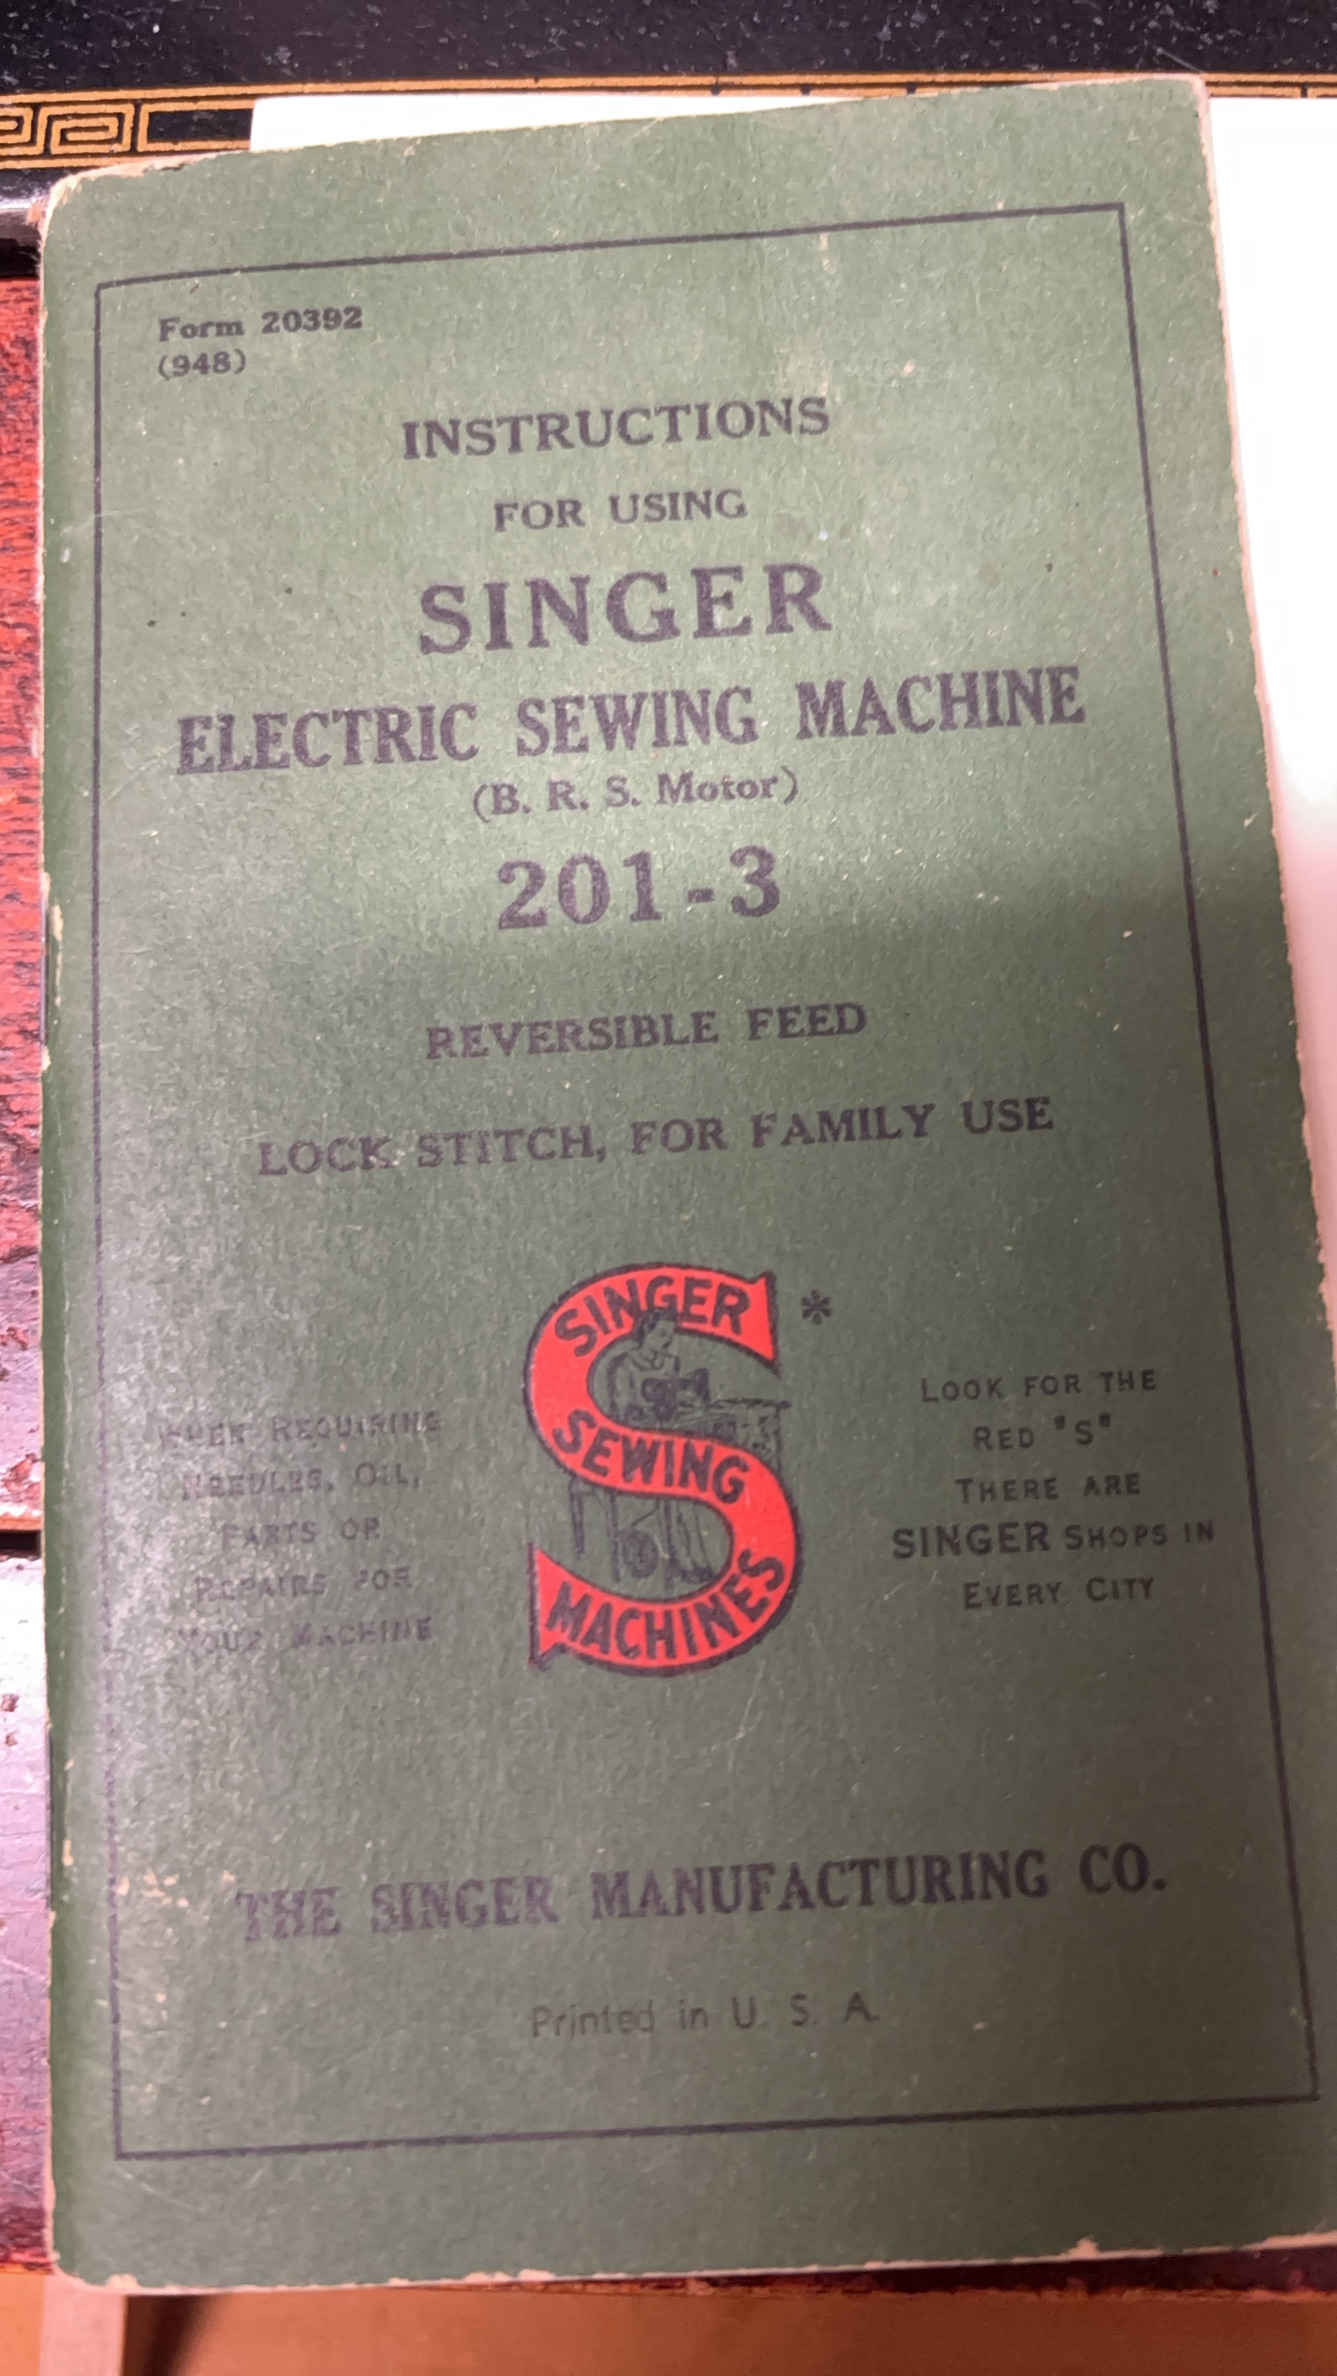 Form 20392
(948)
INSTRUCTIONS
FOR USING
SINGER
ELECTRIC SEWING MACHINE
(B. R. S. Motor)
201-3
REVERSIBLE FEED
LOCK STITCH, FOR FAMILY USE
WHEN REQUIRING
NEEDLES, OIL,
PARTS OR
REPAIRS FOR
YOUR MACHINE
SINGER
SEWING
MACHINES
*
LOOK FOR THE
RED "S"
THERE ARE
SINGER SHOPS IN
EVERY CITY
THE SINGER MANUFACTURING CO.
Printed in U. S. A.